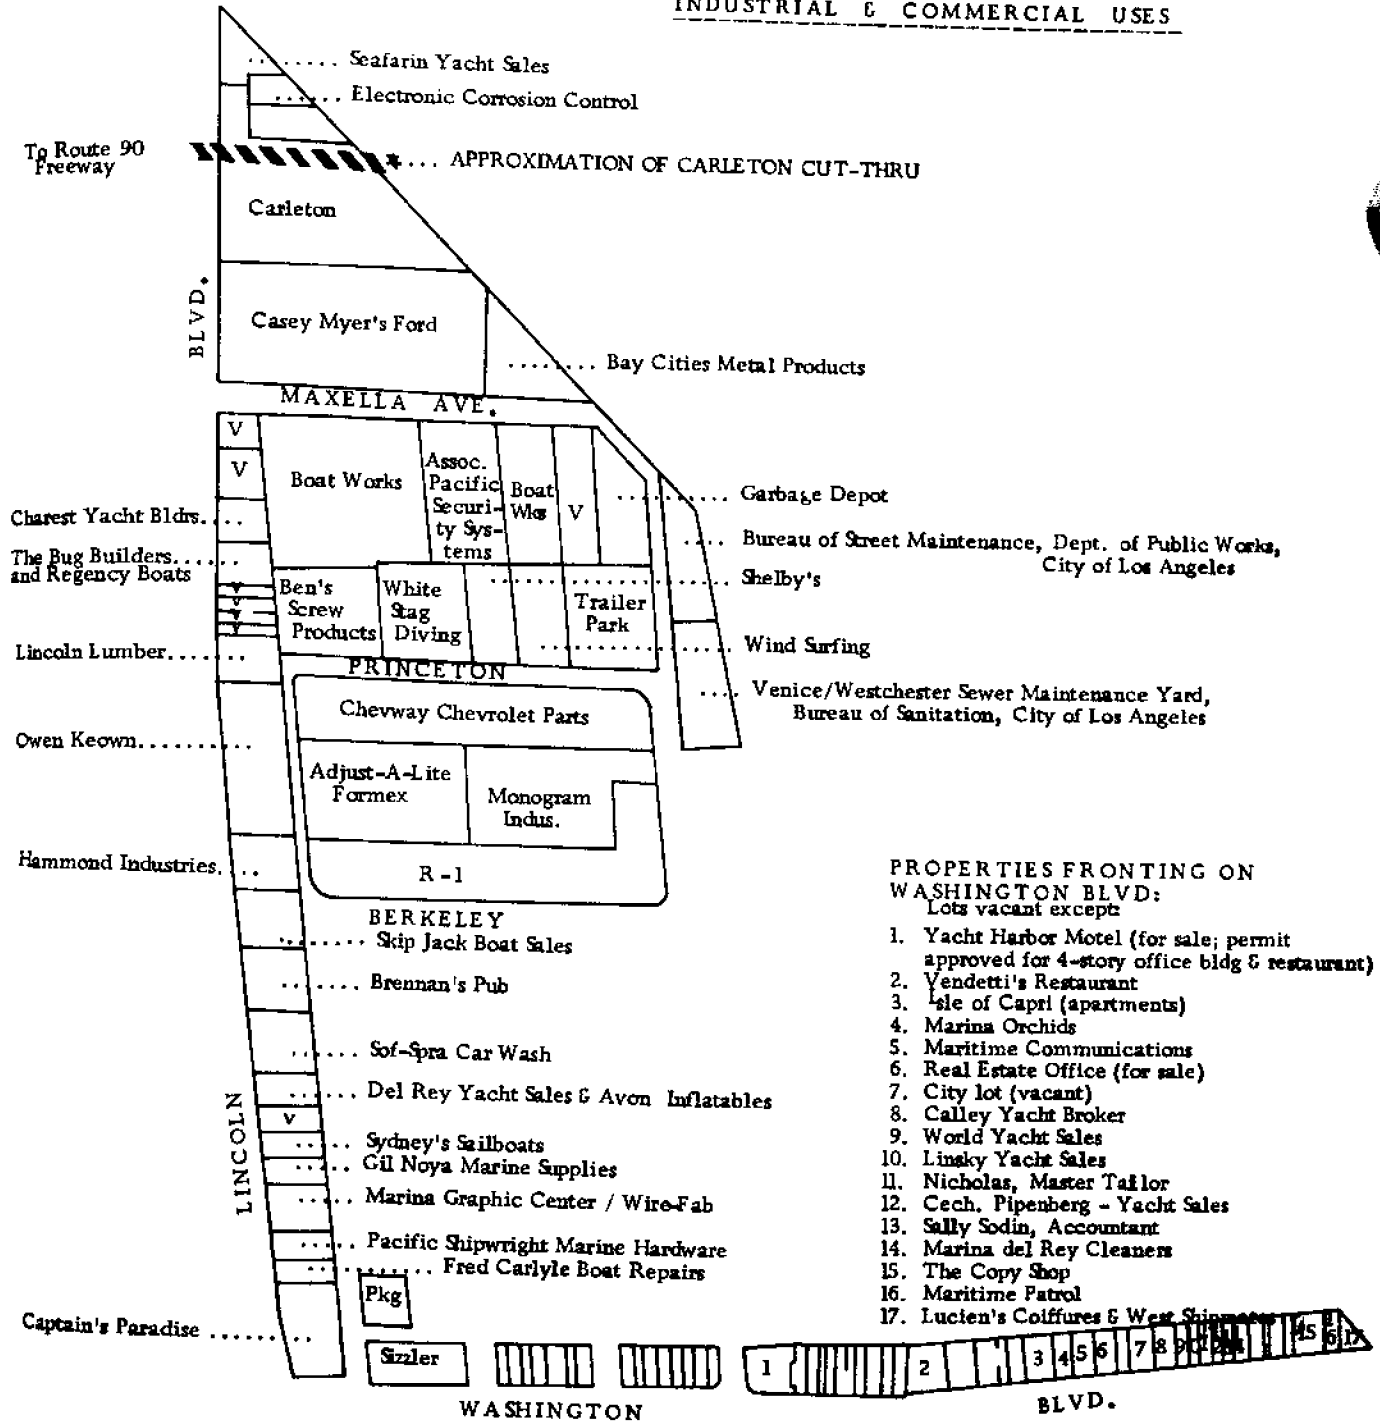 INDUSTRIAL & COMMERCIAL USES
Seafarin Yacht Sales
Electronic Corrosion Control
To Route 90
Freeway
APPROXIMATION OF CARLETON CUT-THRU
Carleton
BLVD.
Casey Myer's Ford
Bay Cities Metal Products
MAXELLA AVE.
V
V
Boat Works
Assoc.
Pacific
Securi-
ty Sys-
tems
Boat
Wks
V
Garbage Depot
Charest Yacht Bldrs.
Bureau of Street Maintenance, Dept. of Public Works,
City of Los Angeles
The Bug Builders
and Regency Boats
Shelby's
V
V
V
V
Ben's
Screw
Products
White
Stag
Diving
Trailer
Park
Lincoln Lumber
Wind Surfing
PRINCETON
Venice/Westchester Sewer Maintenance Yard,
Bureau of Sanitation, City of Los Angeles
Chevway Chevrolet Parts
Owen Keown
Adjust-A-Lite
Formex
Monogram
Indus.
Hammond Industries
R-1
BERKELEY
Skip Jack Boat Sales
Brennan's Pub
Sof-Spra Car Wash
Del Rey Yacht Sales & Avon Inflatables
V
LINCOLN
Sydney's Sailboats
Gil Noya Marine Supplies
Marina Graphic Center / Wire-Fab
Pacific Shipwright Marine Hardware
Fred Carlyle Boat Repairs
Pkg
Captain's Paradise
Sizzler
PROPERTIES FRONTING ON
WASHINGTON BLVD:
Lots vacant except:
1. Yacht Harbor Motel (for sale; permit
approved for 4-story office bldg & restaurant)
2. Vendetti's Restaurant
3. Isle of Capri (apartments)
4. Marina Orchids
5. Maritime Communications
6. Real Estate Office (for sale)
7. City lot (vacant)
8. Calley Yacht Broker
9. World Yacht Sales
10. Linsky Yacht Sales
11. Nicholas, Master Tailor
12. Cech. Pipenberg - Yacht Sales
13. Sally Sodin, Accountant
14. Marina del Rey Cleaners
15. The Copy Shop
16. Maritime Patrol
17. Lucien's Coiffures & West Shipmates
1 2 3 4 5 6 7 8 9 15 17
WASHINGTON BLVD.